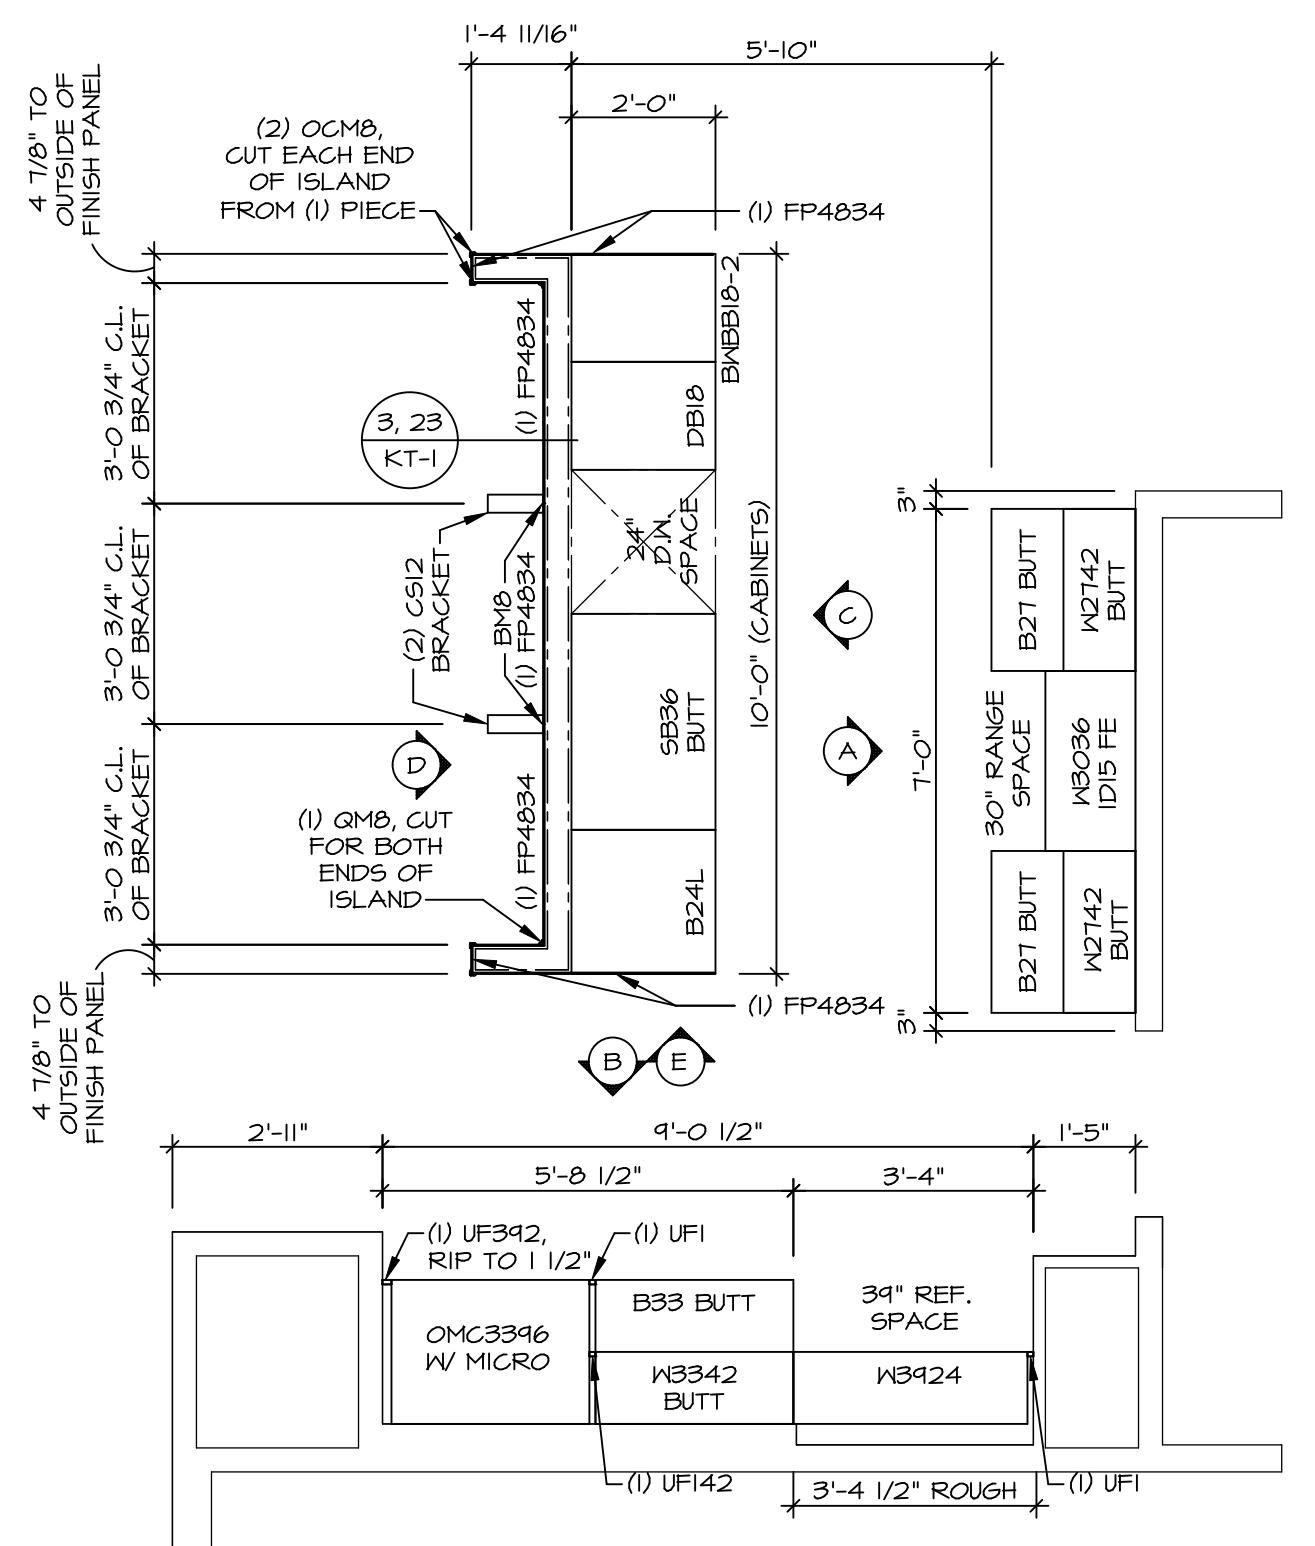 1'-4 11/16"
5'-10"
2'-0"
4 7/8" TO
OUTSIDE OF
FINISH PANEL
(2) OCM8,
CUT EACH END
OF ISLAND
FROM (1) PIECE
(1) FP4834
BWBB18-2
3'-0 3/4" C.L.
OF BRACKET
(1) FP4834
DB18
3, 23
KT-1
24"
D.W.
SPACE
3"
10'-0" (CABINETS)
3'-0 3/4" C.L.
OF BRACKET
(2) CS12
BRACKET
BM8
(1) FP4834
B27 BUTT
W2742
BUTT
C
SB36
BUTT
A
7'-0"
30" RANGE
SPACE
W3036
1D15 FE
D
3'-0 3/4" C.L.
OF BRACKET
(1) QM8, CUT
FOR BOTH
ENDS OF
ISLAND
(1) FP4834
B24L
B27 BUTT
W2742
BUTT
4 7/8" TO
OUTSIDE OF
FINISH PANEL
(1) FP4834
3"
B
E
2'-11"
9'-0 1/2"
1'-5"
5'-8 1/2"
3'-4"
(1) UF392,
RIP TO 1 1/2"
(1) UF1
OMC3396
W/ MICRO
B33 BUTT
39" REF.
SPACE
W3342
BUTT
W3924
(1) UF142
3'-4 1/2" ROUGH
(1) UF1